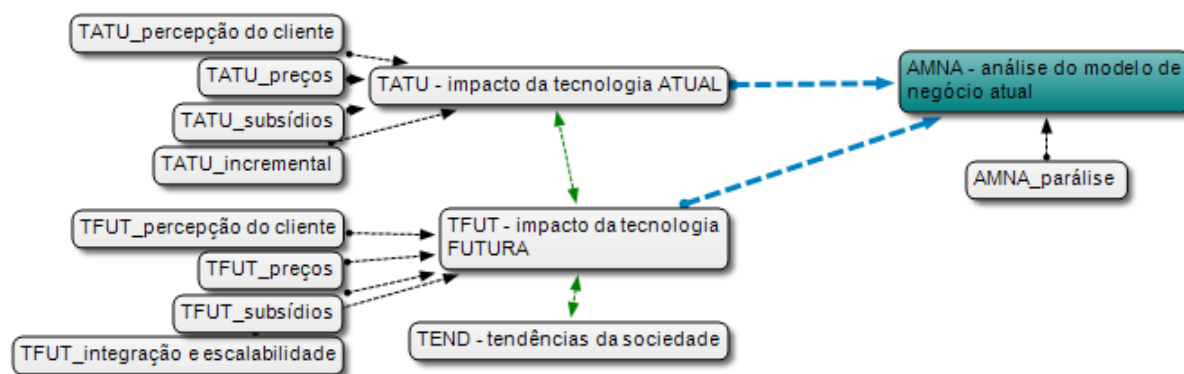 TATU_percepção do cliente
TATU_preços
TATU_subsídios
TATU_incremental
TATU - impacto da tecnologia ATUAL
AMNA - análise do modelo de
negócio atual
AMNA_parálise
TFUT_percepção do cliente
TFUT_preços
TFUT_subsídios
TFUT_integração e escalabilidade
TFUT - impacto da tecnologia
FUTURA
TEND - tendências da sociedade